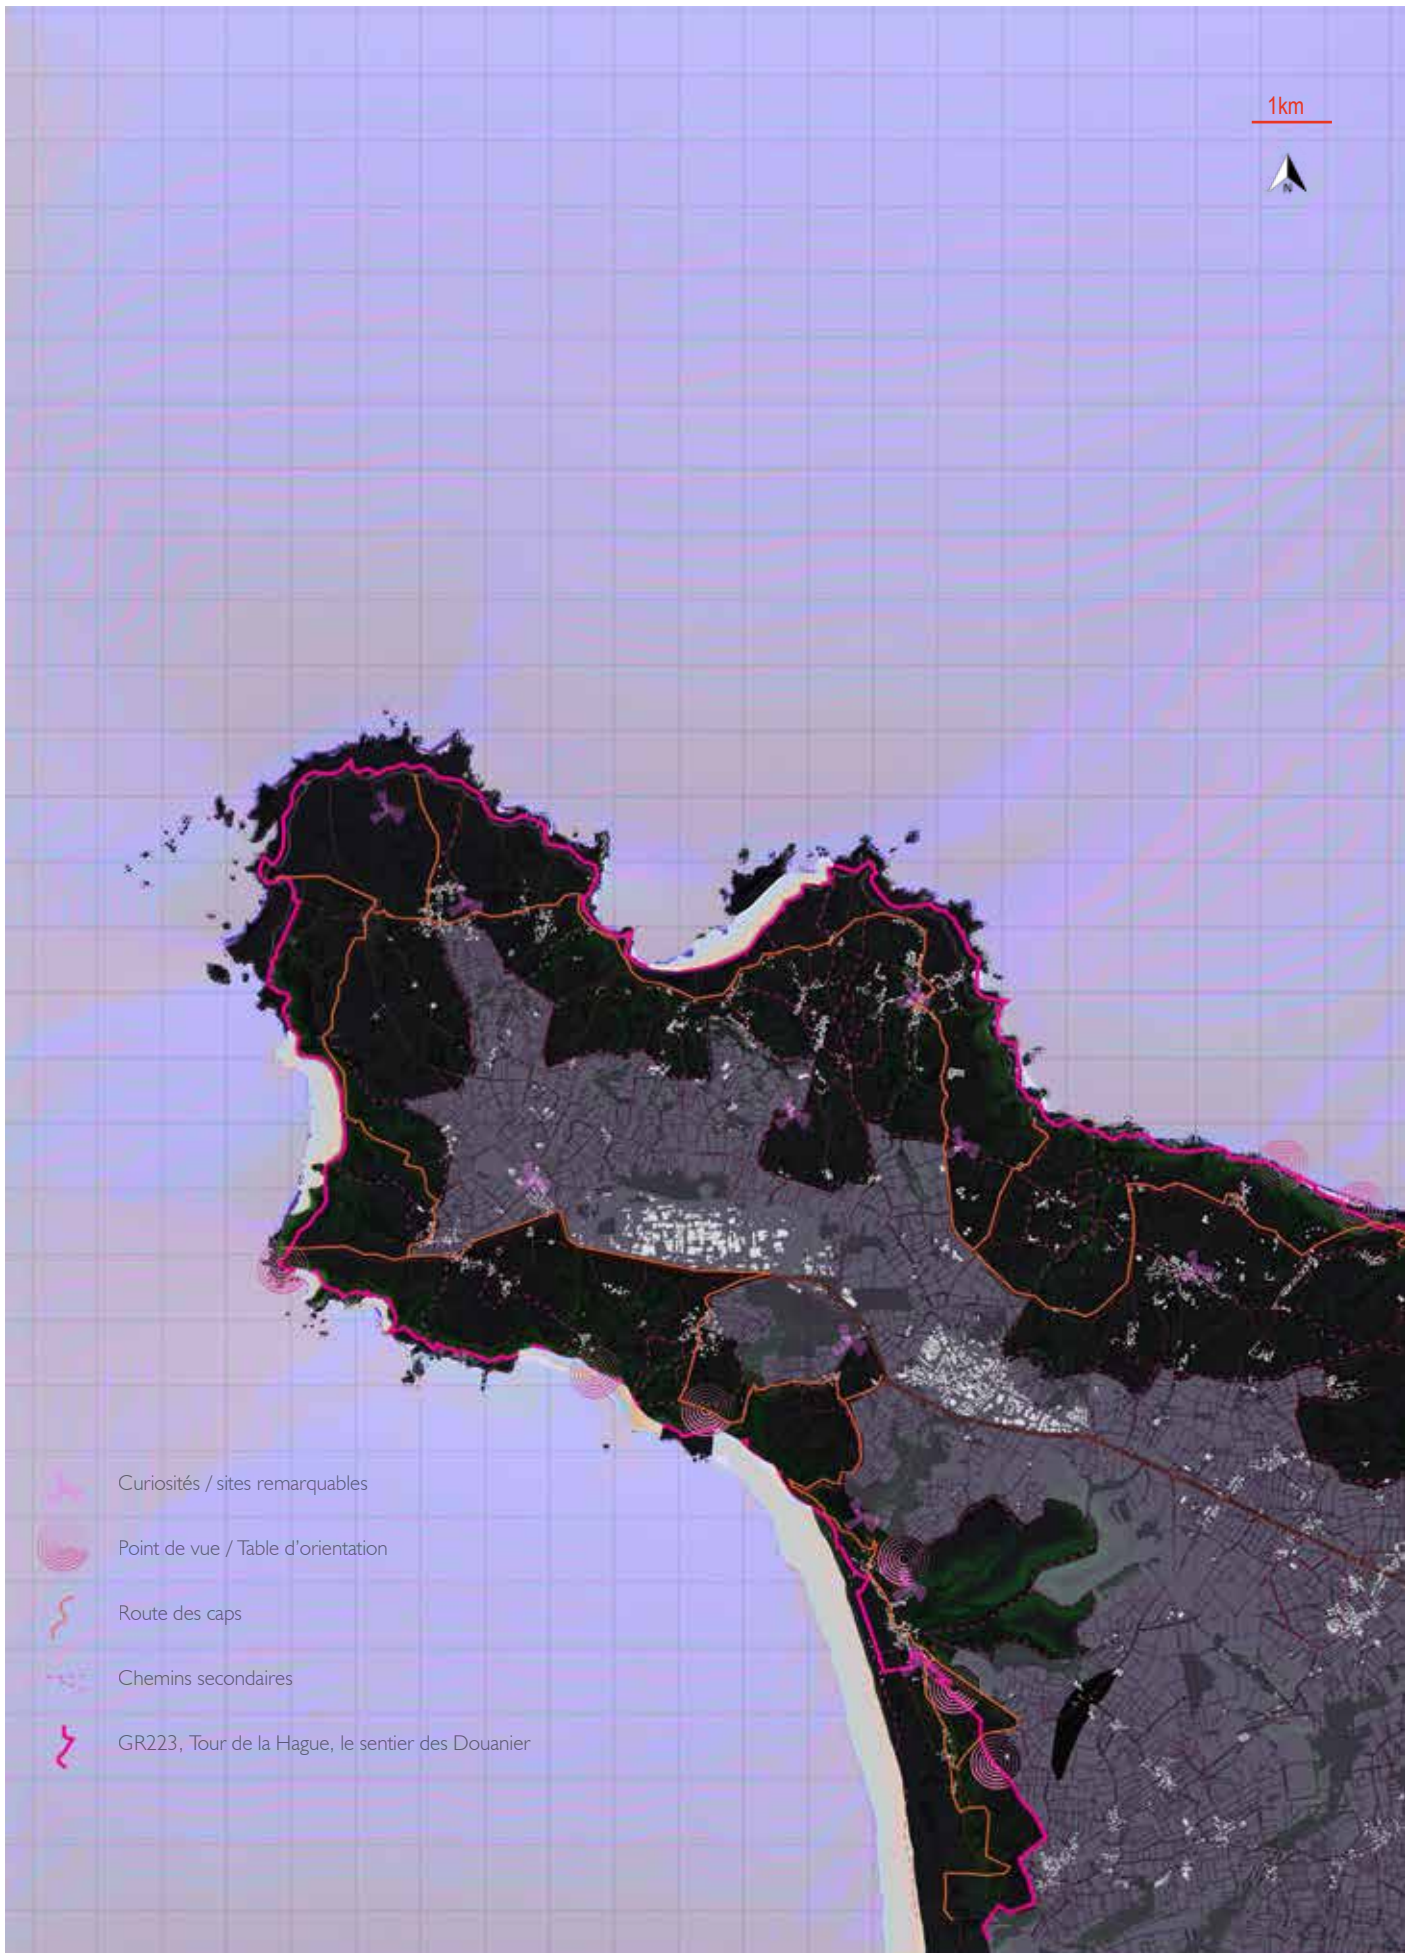 1km
N
Curiosités / sites remarquables
Point de vue / Table d'orientation
Route des caps
Chemins secondaires
GR223, Tour de la Hague, le sentier des Douanier